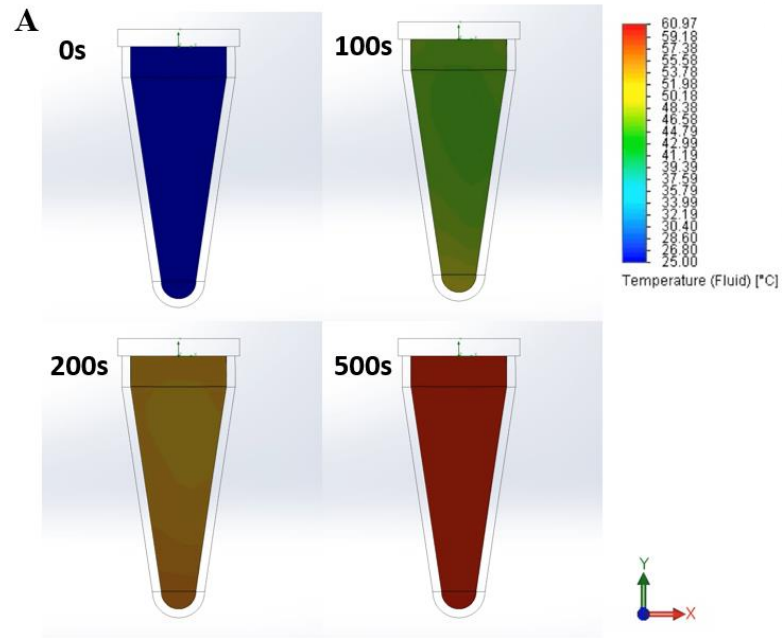 A
0s
100s
200s
500s
60.97
59.18
57.38
55.58
53.78
51.98
50.18
48.38
46.58
44.79
42.99
41.19
39.39
37.59
35.79
33.99
32.19
30.40
28.60
26.80
25.00
Temperature (Fluid) [°C]
Y
X